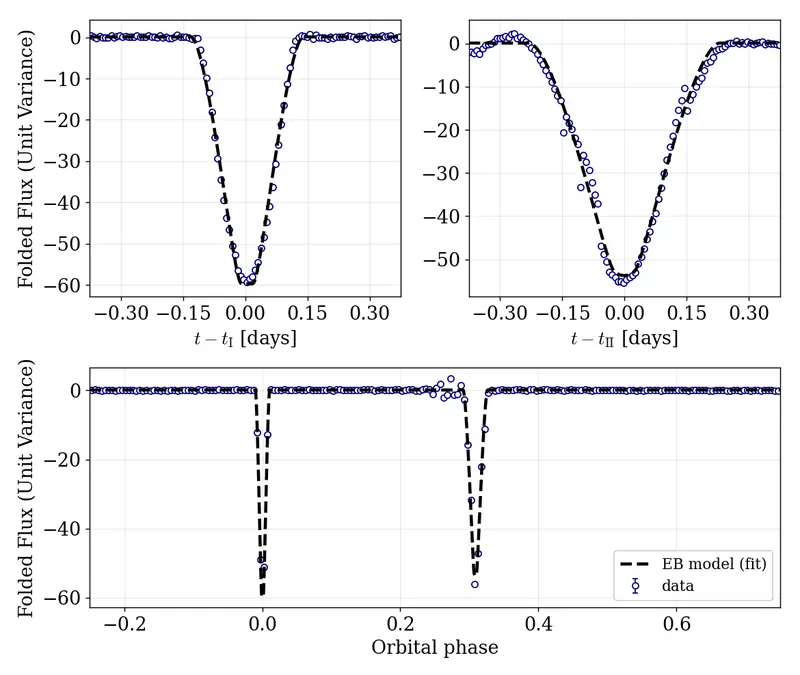 Folded Flux (Unit Variance)
0
−10
−20
−30
−40
−50
−60
−0.30 −0.15 0.00 0.15 0.30
t − tI [days]
0
−10
−20
−30
−40
−50
−0.30 −0.15 0.00 0.15 0.30
t − tII [days]
Folded Flux (Unit Variance)
0
−20
−40
−60
−0.2 0.0 0.2 0.4 0.6
Orbital phase
EB model (fit)
data